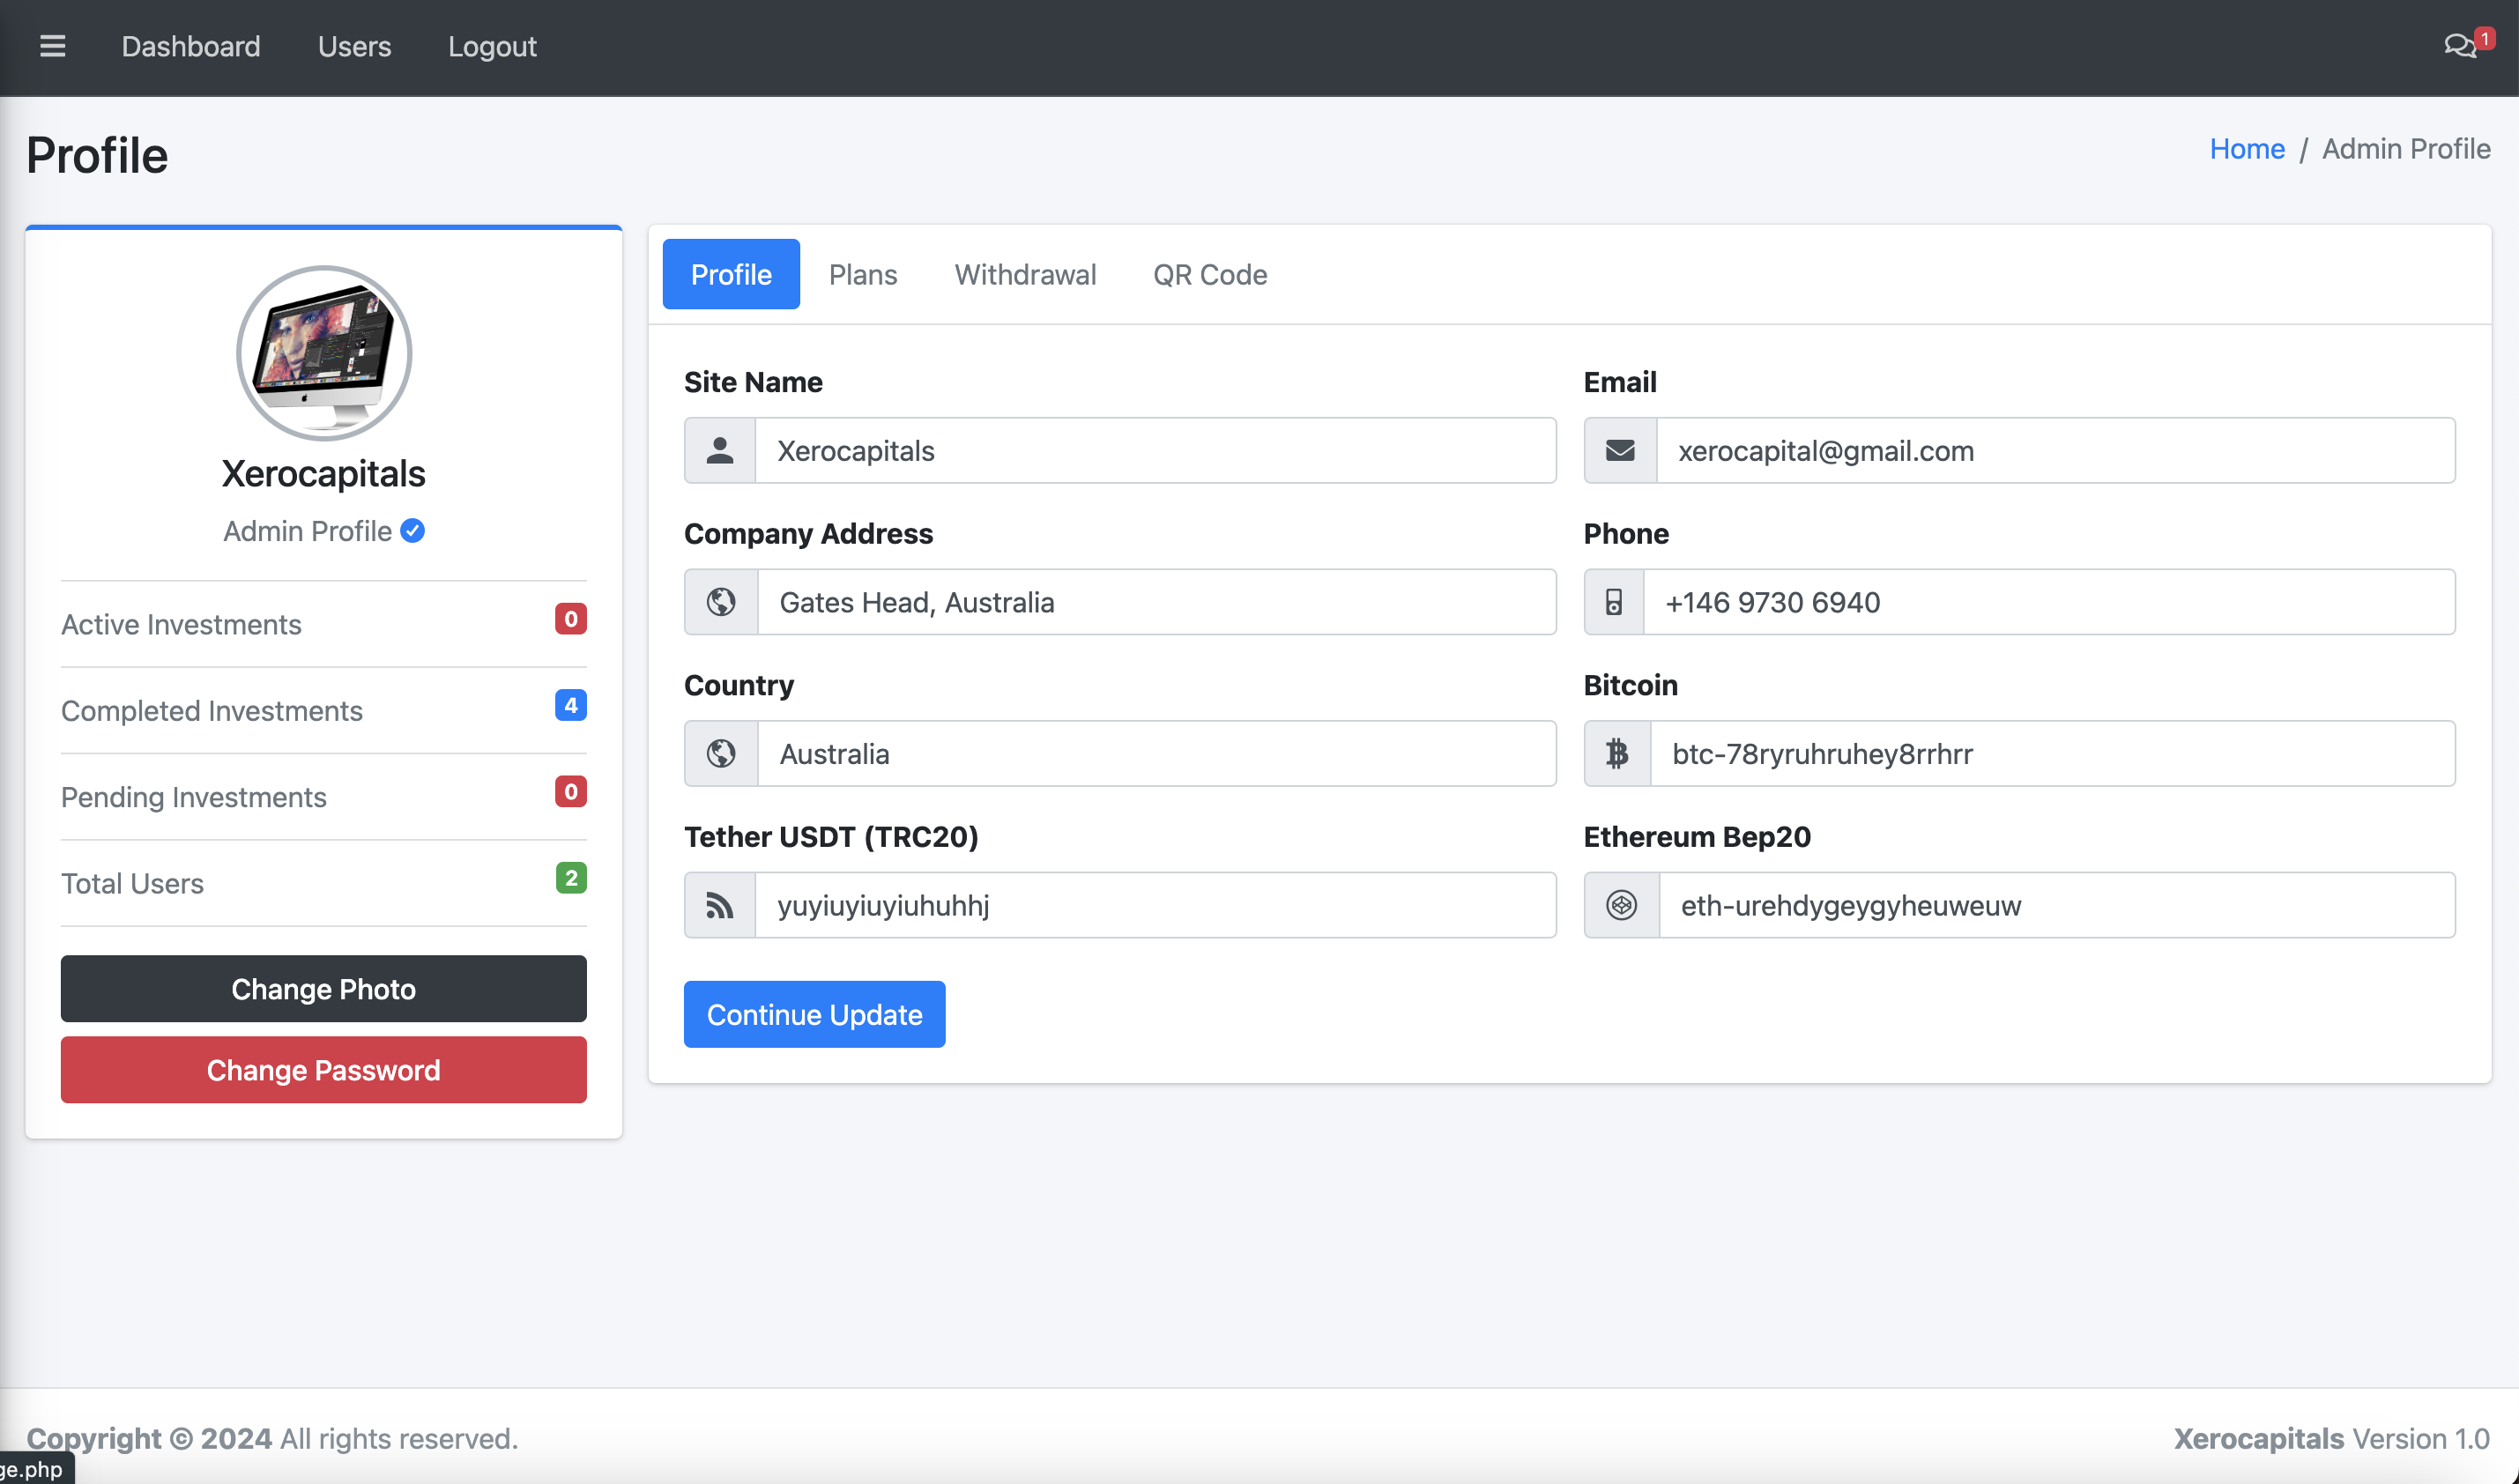 Dashboard Users Logout 1
Profile
Home / Admin Profile
Xerocapitals
Admin Profile
Active Investments 0
Completed Investments 4
Pending Investments 0
Total Users 2
Change Photo
Change Password
Profile Plans Withdrawal QR Code
Site Name
Xerocapitals
Email
xerocapital@gmail.com
Company Address
Gates Head, Australia
Phone
+146 9730 6940
Country
Australia
Bitcoin
btc-78ryruhruhey8rrhrr
Tether USDT (TRC20)
yuyiuyiuyiuhuhhj
Ethereum Bep20
eth-urehdygeygyheuweuw
Continue Update
Copyright © 2024 All rights reserved.
Xerocapitals Version 1.0
ge.php